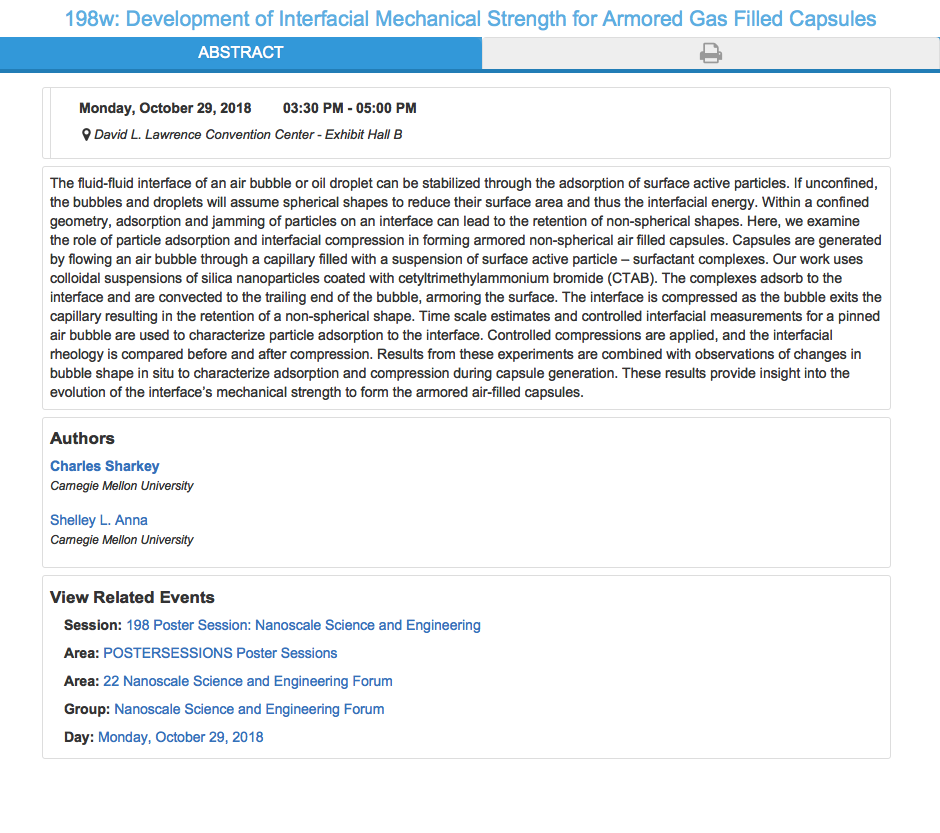 198w: Development of Interfacial Mechanical Strength for Armored Gas Filled Capsules
ABSTRACT
Monday, October 29, 2018 03:30 PM - 05:00 PM
David L. Lawrence Convention Center - Exhibit Hall B
The fluid-fluid interface of an air bubble or oil droplet can be stabilized through the adsorption of surface active particles. If unconfined,
the bubbles and droplets will assume spherical shapes to reduce their surface area and thus the interfacial energy. Within a confined
geometry, adsorption and jamming of particles on an interface can lead to the retention of non-spherical shapes. Here, we examine
the role of particle adsorption and interfacial compression in forming armored non-spherical air filled capsules. Capsules are generated
by flowing an air bubble through a capillary filled with a suspension of surface active particle – surfactant complexes. Our work uses
colloidal suspensions of silica nanoparticles coated with cetyltrimethylammonium bromide (CTAB). The complexes adsorb to the
interface and are convected to the trailing end of the bubble, armoring the surface. The interface is compressed as the bubble exits the
capillary resulting in the retention of a non-spherical shape. Time scale estimates and controlled interfacial measurements for a pinned
air bubble are used to characterize particle adsorption to the interface. Controlled compressions are applied, and the interfacial
rheology is compared before and after compression. Results from these experiments are combined with observations of changes in
bubble shape in situ to characterize adsorption and compression during capsule generation. These results provide insight into the
evolution of the interface’s mechanical strength to form the armored air-filled capsules.
Authors
Charles Sharkey
Carnegie Mellon University
Shelley L. Anna
Carnegie Mellon University
View Related Events
Session: 198 Poster Session: Nanoscale Science and Engineering
Area: POSTERSESSIONS Poster Sessions
Area: 22 Nanoscale Science and Engineering Forum
Group: Nanoscale Science and Engineering Forum
Day: Monday, October 29, 2018